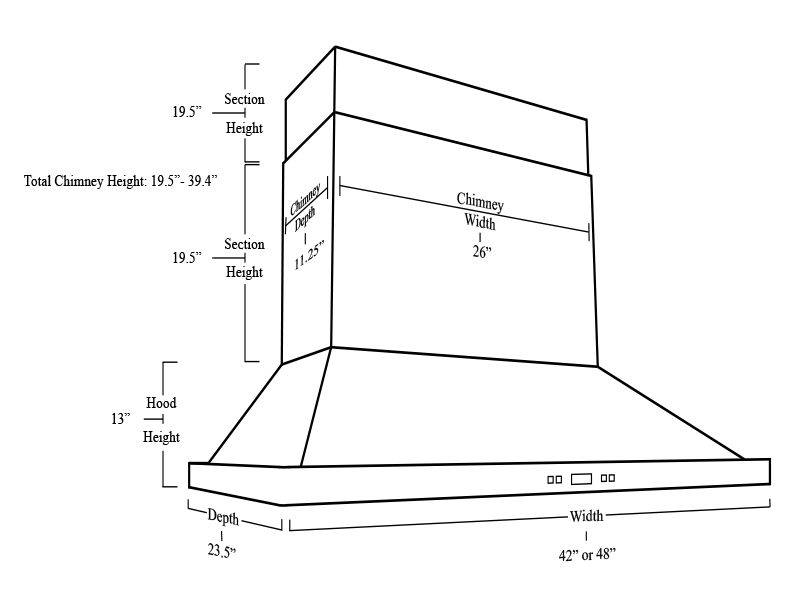 Section
19.5”
Height
Total Chimney Height: 19.5”- 39.4”
Chimney
Depth
11.25”
Chimney
Width
26”
Section
19.5”
Height
Hood
13”
Height
Depth
23.5”
Width
42” or 48”